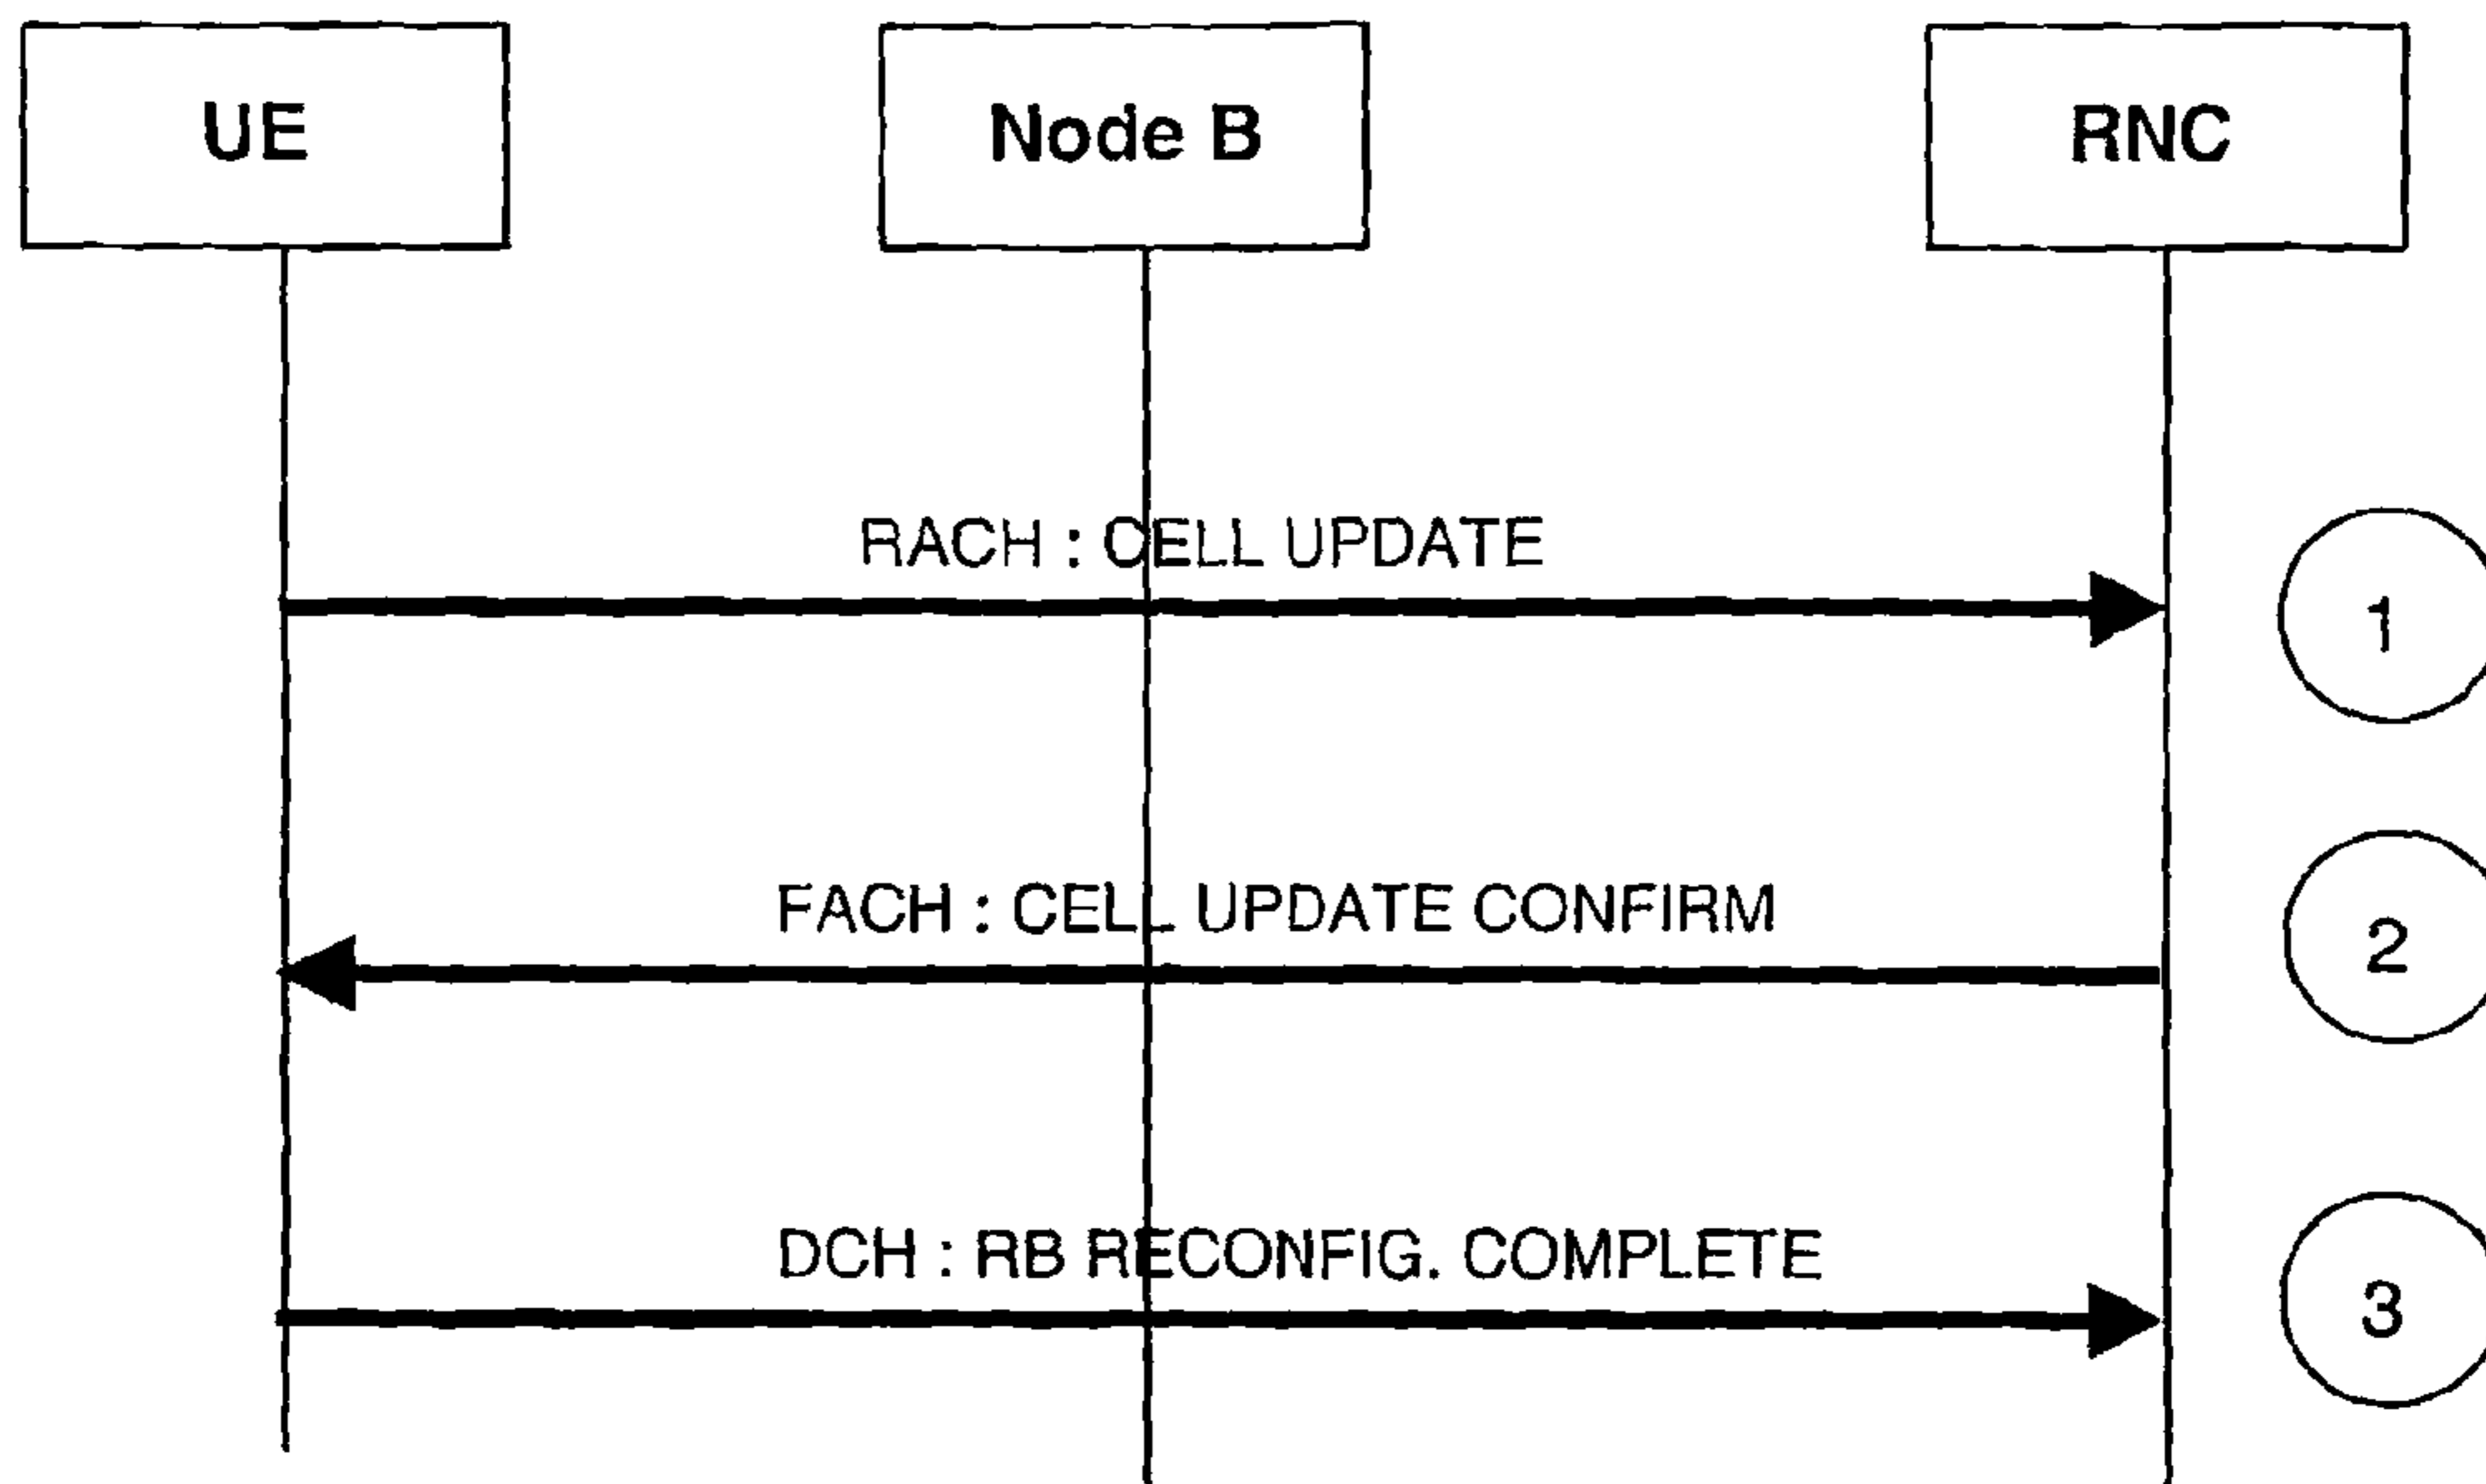 UE
Node B
RNC
RACH : CELL UPDATE
1
FACH : CELL UPDATE CONFIRM
2
DCH : RB RECONFIG. COMPLETE
3